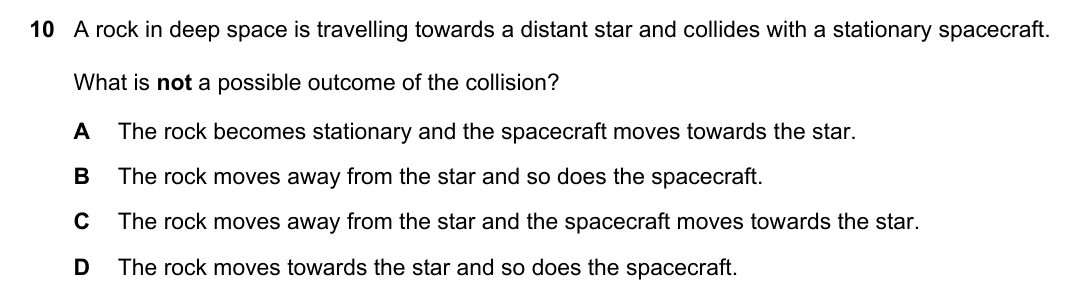 10 A rock in deep space is travelling towards a distant star and collides with a stationary spacecraft.
What is not a possible outcome of the collision?
A The rock becomes stationary and the spacecraft moves towards the star.
B The rock moves away from the star and so does the spacecraft.
C The rock moves away from the star and the spacecraft moves towards the star.
D The rock moves towards the star and so does the spacecraft.